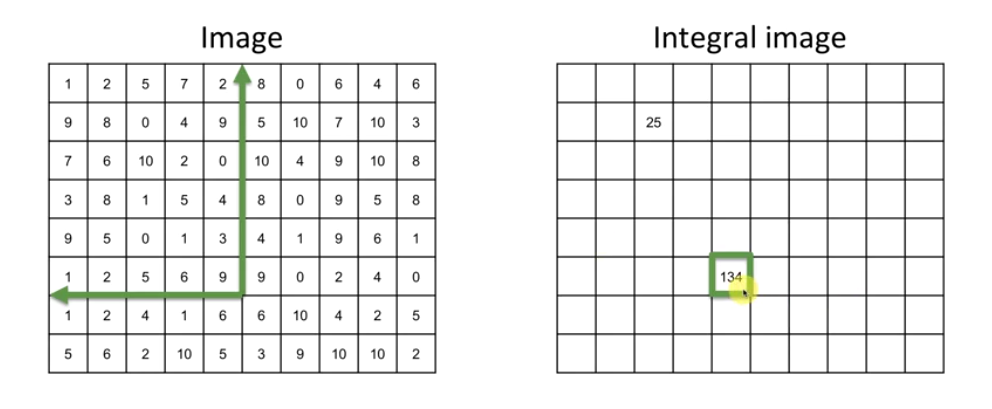 Image
Integral image
1 2 5 7 2 8 0 6 4 6
9 8 0 4 9 5 10 7 10 3
25
7 6 10 2 0 10 4 9 10 8
3 8 1 5 4 8 0 9 5 8
9 5 0 1 3 4 1 9 6 1
1 2 5 6 9 9 0 2 4 0
134
1 2 4 1 6 6 10 4 2 5
5 6 2 10 5 3 9 10 10 2